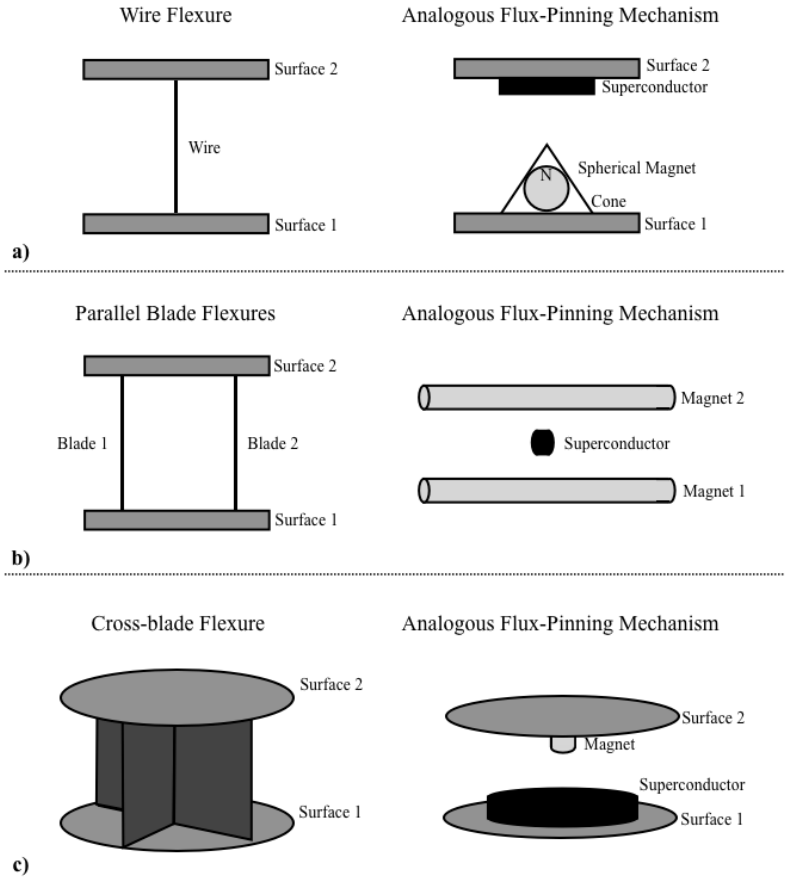 Wire Flexure
Analogous Flux-Pinning Mechanism
Surface 2
Wire
Surface 1
Surface 2
Superconductor
N
Spherical Magnet
Cone
Surface 1
a)
Parallel Blade Flexures
Analogous Flux-Pinning Mechanism
Surface 2
Blade 1
Blade 2
Surface 1
Magnet 2
Superconductor
Magnet 1
b)
Cross-blade Flexure
Analogous Flux-Pinning Mechanism
Surface 2
Surface 1
Surface 2
Magnet
Superconductor
Surface 1
c)